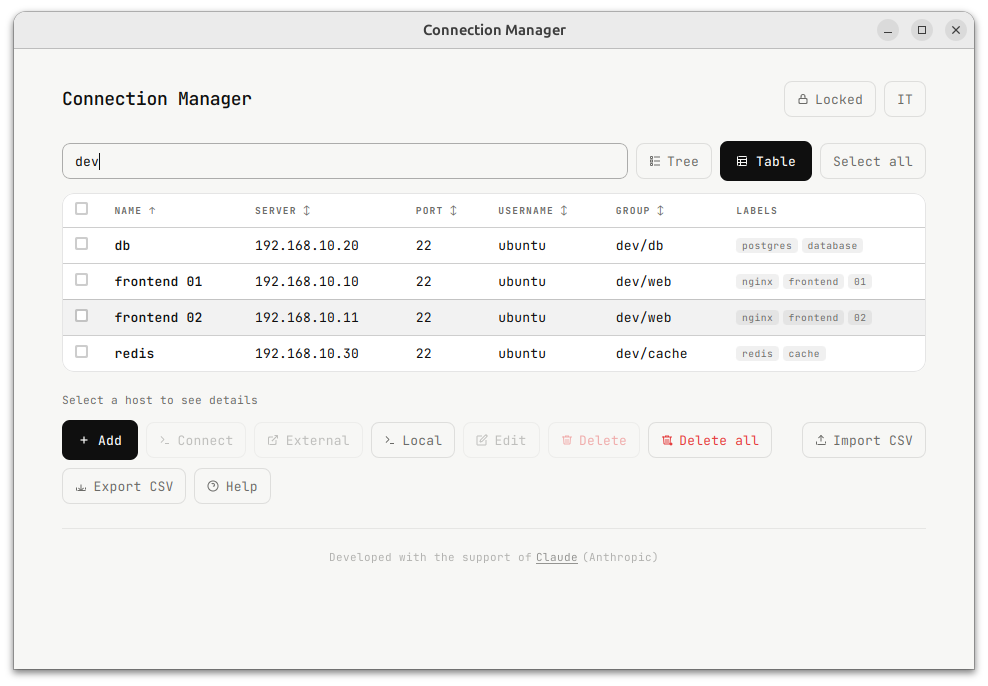 Connection Manager
Connection Manager Locked IT
dev Tree Table Select all
NAME ↑ SERVER ↕ PORT ↕ USERNAME ↕ GROUP ↕ LABELS
db 192.168.10.20 22 ubuntu dev/db postgres database
frontend 01 192.168.10.10 22 ubuntu dev/web nginx frontend 01
frontend 02 192.168.10.11 22 ubuntu dev/web nginx frontend 02
redis 192.168.10.30 22 ubuntu dev/cache redis cache
Select a host to see details
+ Add Connect External Local Edit Delete Delete all Import CSV
Export CSV Help
Developed with the support of Claude (Anthropic)